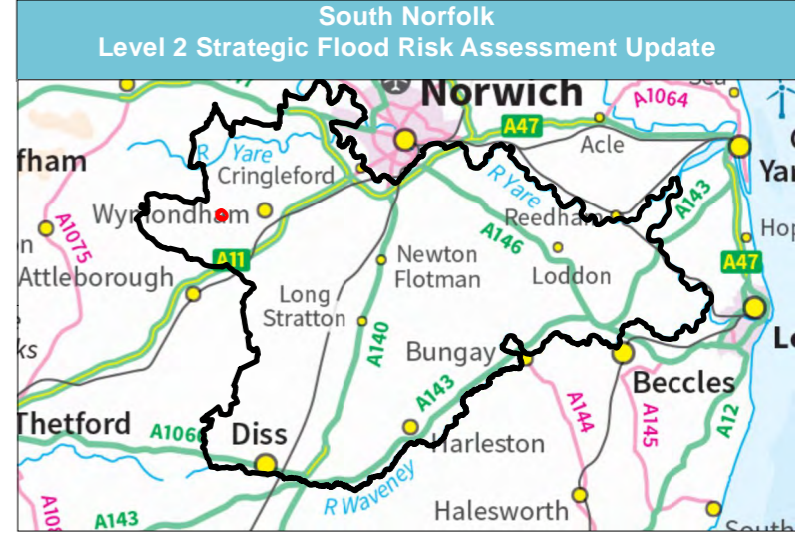 South Norfolk
Level 2 Strategic Flood Risk Assessment Update
Norwich
A1064
A47
Acle
R Yare
Cringleford
R Yare
A143
Wymondham
Reedham
A1075
A146
A11
Newton
Flotman
Loddon
A47
Attleborough
Long
Stratton
A140
Bungay
Beccles
A143
A144
A145
A12
Thetford
Diss
Harleston
R Waveney
Halesworth
A143